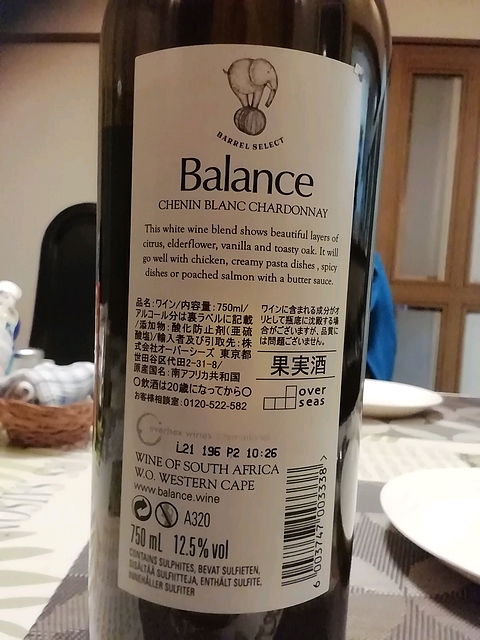 BARREL SELECT
Balance
CHENIN BLANC CHARDONNAY
This white wine blend shows beautiful layers of
citrus, elderflower, vanilla and toasty oak. It will
go well with chicken, creamy pasta dishes , spicy
dishes or poached salmon with a butter sauce.
品名:ワイン/内容量:750ml/
アルコール分は裏ラベルに記載
/添加物:酸化防止剤(亜硫
酸塩)/輸入者及び引取先:株
式会社オーバーシーズ 東京都
世田谷区代田2-31-8/
原産国名:南アフリカ共和国
○飲酒は20歳になってから○
お客様相談室:0120-522-582
ワインに含まれる成分がオ
リとして瓶底に沈殿する場
合がございますが、品質に
は問題ございません。
果実酒
over
seas
overhex wines international
L21 196 P2 10:26
WINE OF SOUTH AFRICA
W.O. WESTERN CAPE
www.balance.wine
A320
750 mL 12.5% vol
CONTAINS SULPHITES, BEVAT SULFIETEN,
SISÄLTÄÄ SULFIITTEJA, ENTHÄLT SULFITE,
INNEHÅLLER SULFITER
6 003747 003338 >